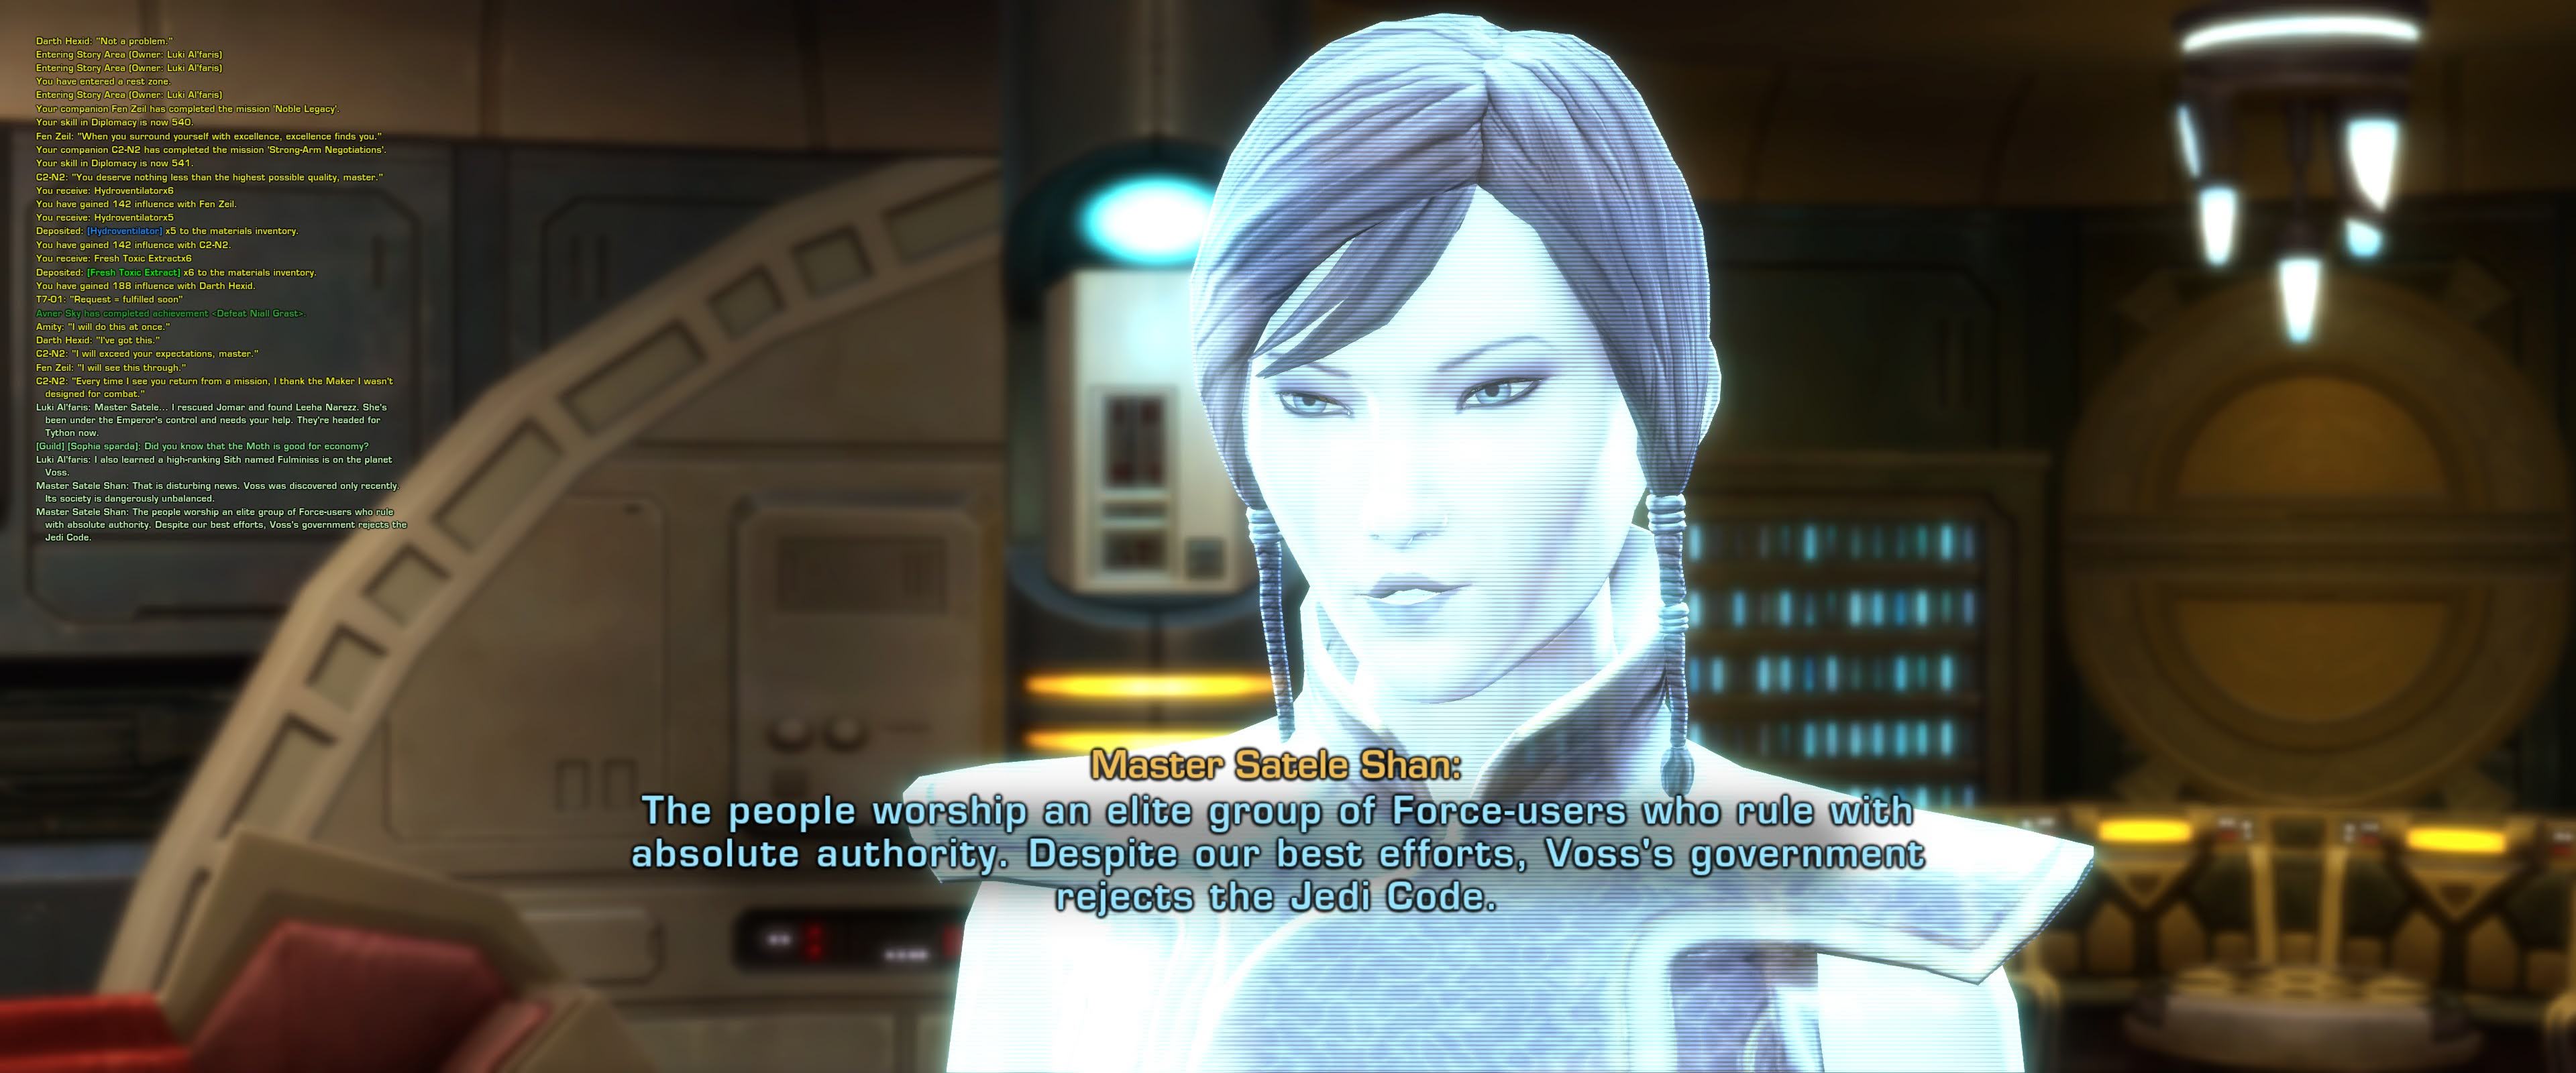 Darth Hexid: "Not a problem."
Entering Story Area (Owner: Luki Al'faris)
Entering Story Area (Owner: Luki Al'faris)
You have entered a rest zone.
Entering Story Area (Owner: Luki Al'faris)
Your companion Fen Zeil has completed the mission 'Noble Legacy'.
Your skill in Diplomacy is now 540.
Fen Zeil: "When you surround yourself with excellence, excellence finds you."
Your companion C2-N2 has completed the mission 'Strong-Arm Negotiations'.
Your skill in Diplomacy is now 541.
C2-N2: "You deserve nothing less than the highest possible quality, master."
You receive: Hydroventilatorx6
You have gained 142 influence with Fen Zeil.
You receive: Hydroventilatorx5
Deposited: [Hydroventilator] x5 to the materials inventory.
You have gained 142 influence with C2-N2.
You receive: Fresh Toxic Extractx6
Deposited: [Fresh Toxic Extract] x6 to the materials inventory.
You have gained 188 influence with Darth Hexid.
T7-O1: "Request = fulfilled soon"
Avner Sky has completed achievement <Defeat Niall Grast>
Amity: "I will do this at once."
Darth Hexid: "I've got this."
C2-N2: "I will exceed your expectations, master."
Fen Zeil: "I will see this through."
C2-N2: "Every time I see you return from a mission, I thank the Maker I wasn't
designed for combat."
Luki Al'faris: Master Satele... I rescued Jomar and found Leeha Narezz. She's
been under the Emperor's control and needs your help. They're headed for
Tython now.
[Guild] [Sophia sparda]: Did you know that the Moth is good for economy?
Luki Al'faris: I also learned a high-ranking Sith named Fulminiss is on the planet
Voss.
Master Satele Shan: That is disturbing news. Voss was discovered only recently.
Its society is dangerously unbalanced.
Master Satele Shan: The people worship an elite group of Force-users who rule
with absolute authority. Despite our best efforts, Voss's government rejects the
Jedi Code.
Master Satele Shan:
The people worship an elite group of Force-users who rule with
absolute authority. Despite our best efforts, Voss's government
rejects the Jedi Code.